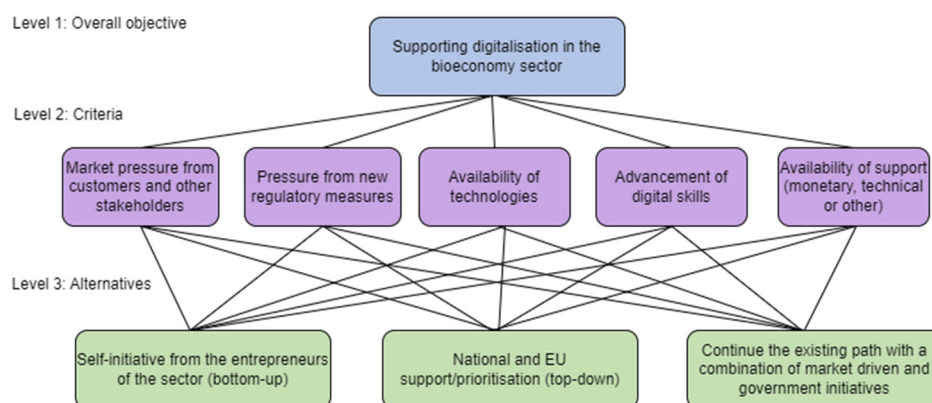 Level 1: Overall objective
Supporting digitalisation in the
bioeconomy sector
Level 2: Criteria
Market pressure from
customers and other
stakeholders
Pressure from new
regulatory measures
Availability of
technologies
Advancement of
digital skills
Availability of support
(monetary, technical
or other)
Level 3: Alternatives
Self-initiative from the entrepreneurs
of the sector (bottom-up)
National and EU
support/prioritisation (top-down)
Continue the existing path with a
combination of market driven and
government initiatives